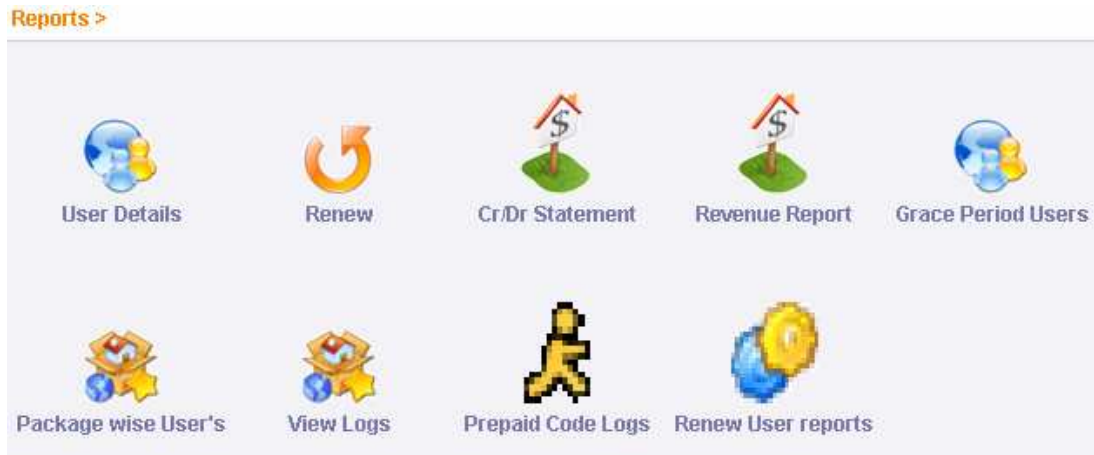 Reports >
User Details
Renew
Cr/Dr Statement
Revenue Report
Grace Period Users
Package wise User's
View Logs
Prepaid Code Logs
Renew User reports